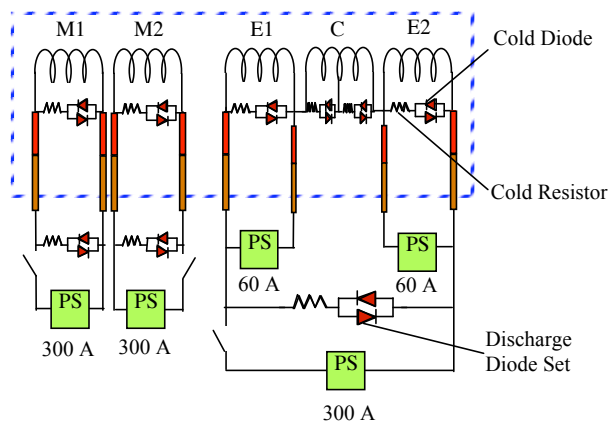 M1 M2 E1 C E2
Cold Diode
Cold Resistor
PS PS
60 A 60 A
PS PS
300 A 300 A
Discharge
Diode Set
PS
300 A